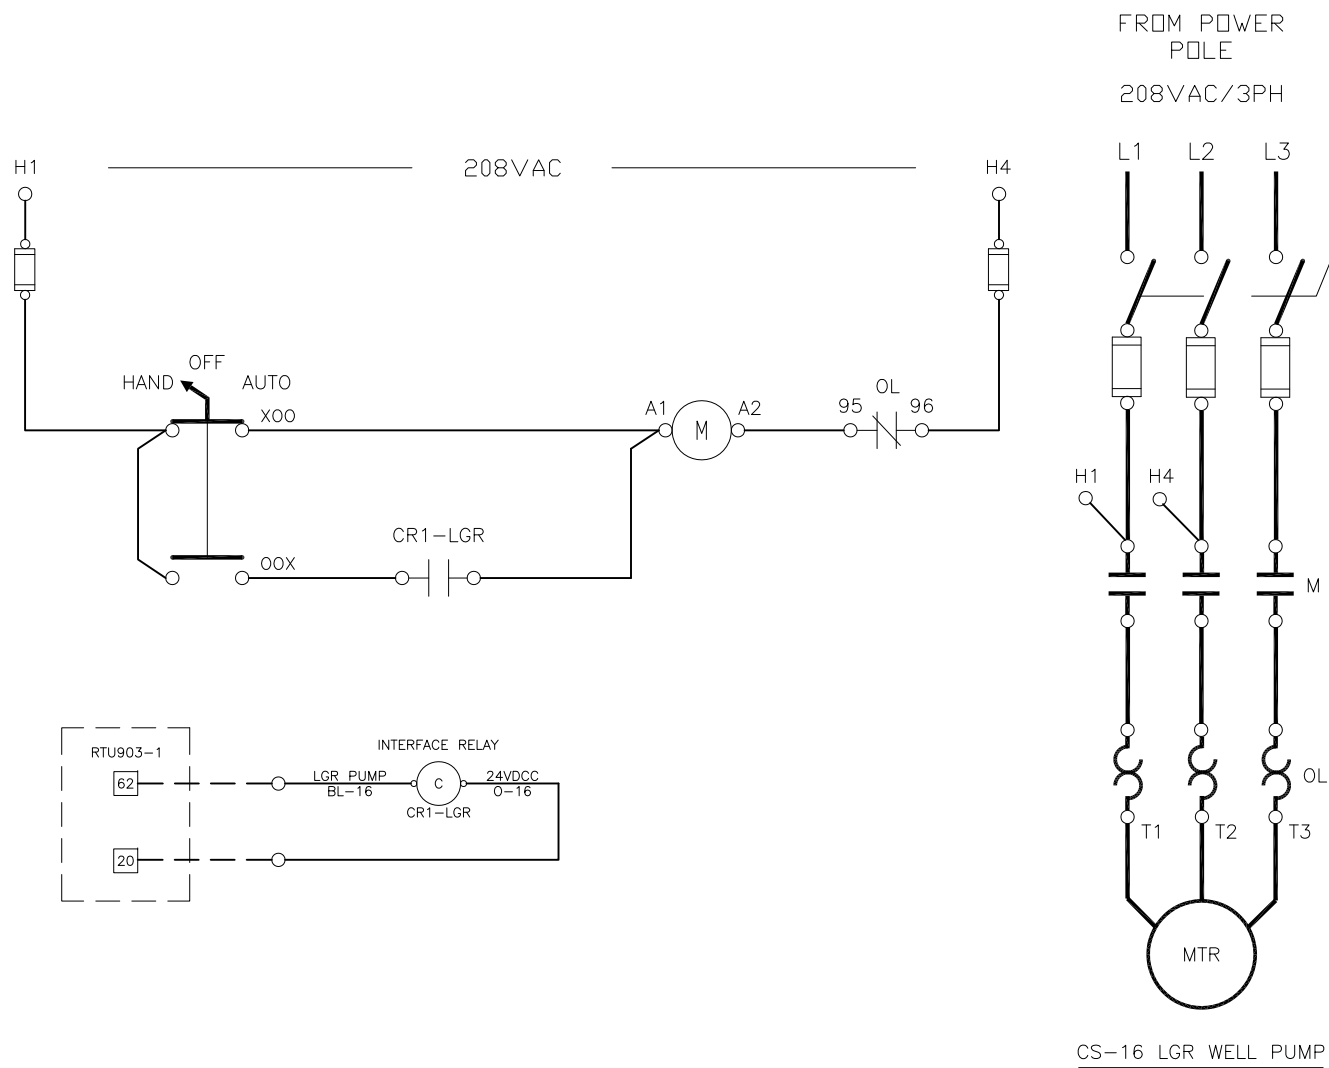 FROM POWER
POLE
208VAC/3PH
L1 L2 L3
H1 208VAC H4
OFF
HAND AUTO
XOO
A1 M A2
OL
95 96
H1 H4
CR1-LGR
OOX
M
RTU903-1
INTERFACE RELAY
62
LGR PUMP
BL-16
C
24VDCC
O-16
CR1-LGR
20
OL
T1 T2 T3
MTR
CS-16 LGR WELL PUMP